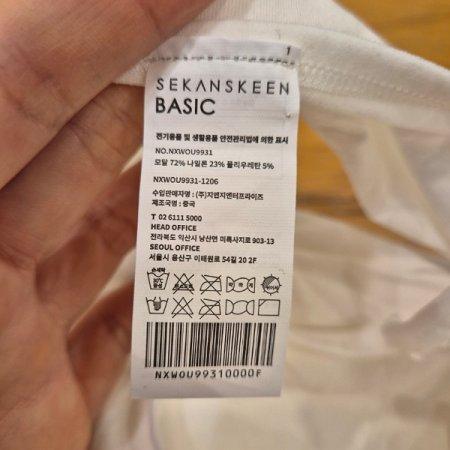 1
SEKANSKEEN
BASIC
전기용품 및 생활용품 안전관리법에 의한 표시
NO.NXWOU9931
모달 72% 나일론 23% 폴리우레탄 5%
NXWOU9931-1206
수입판매자명 : (주)지엔지엔터프라이즈
제조국명 : 중국
T 02 6111 5000
HEAD OFFICE
전라북도 익산시 낭산면 미륵사지로 903-13
SEOUL OFFICE
서울시 용산구 이태원로 54길 20 2F
손세탁
NXWOU99310000F